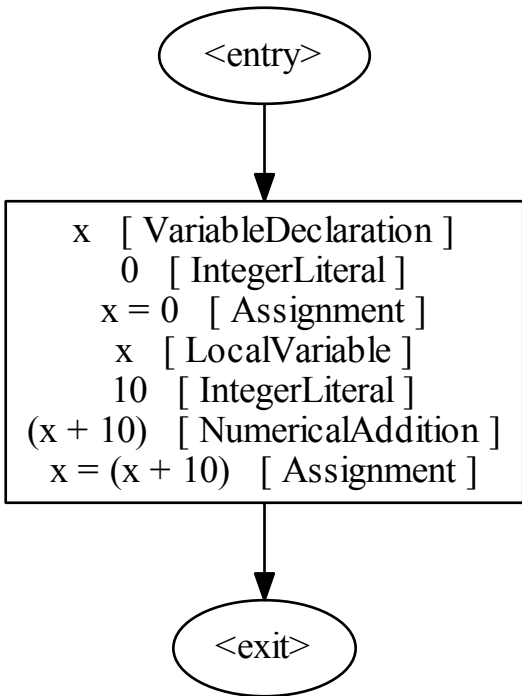 <entry>
x [ VariableDeclaration ]
0 [ IntegerLiteral ]
x = 0 [ Assignment ]
x [ LocalVariable ]
10 [ IntegerLiteral ]
(x + 10) [ NumericalAddition ]
x = (x + 10) [ Assignment ]
<exit>